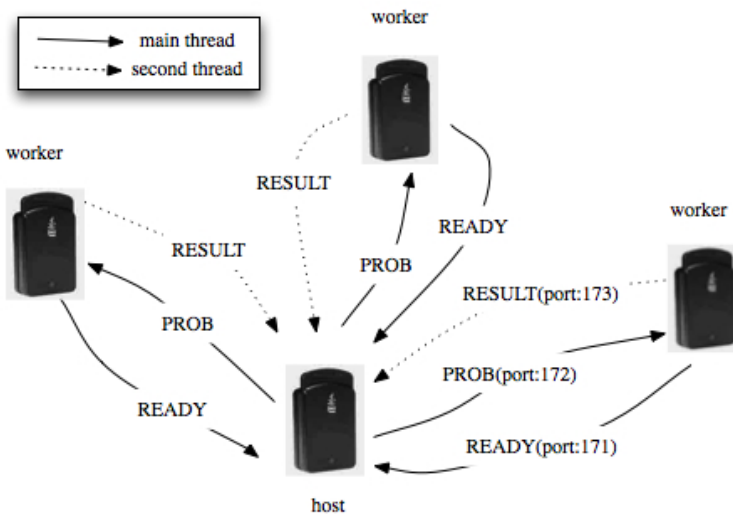 worker
main thread
second thread
worker
RESULT
READY
worker
RESULT
PROB
RESULT(port:173)
PROB
PROB(port:172)
READY
READY(port:171)
host